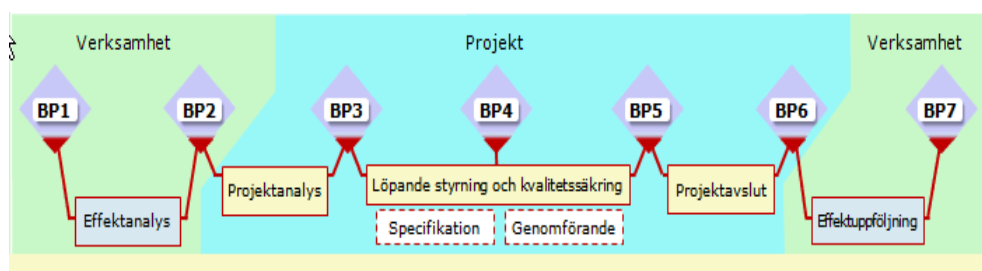 Verksamhet
Projekt
Verksamhet
BP1
BP2
BP3
BP4
BP5
BP6
BP7
Projektanalys
Löpande styrning och kvalitetssäkring
Projektavslut
Effektanalys
Specifikation
Genomförande
Effektuppföljning